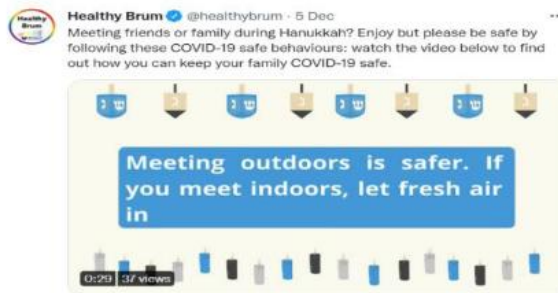 Healthy Brum @healthybrum · 5 Dec
Meeting friends or family during Hanukkah? Enjoy but please be safe by
following these COVID-19 safe behaviours: watch the video below to find
out how you can keep your family COVID-19 safe.
Meeting outdoors is safer. If
you meet indoors, let fresh air
in
0:29 37 views